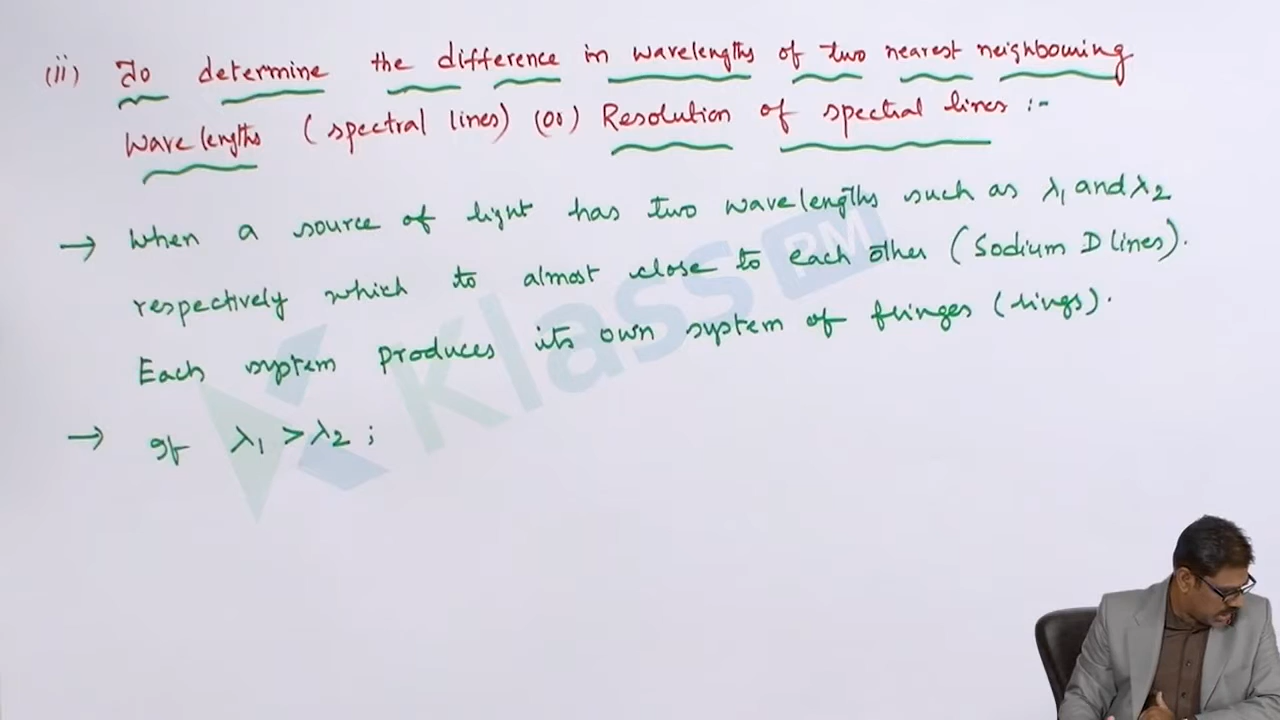 (ii) To determine the difference in wavelengths of two nearest neighbouring
Wavelengths (spectral lines) (Or) Resolution of spectral lines :-
→ When a source of light has two wavelengths such as λ1 and λ2
respectively which to almost close to each other (Sodium D lines).
Each system produces its own system of fringes (rings).
→ If λ1 > λ2 ;
Klass PM